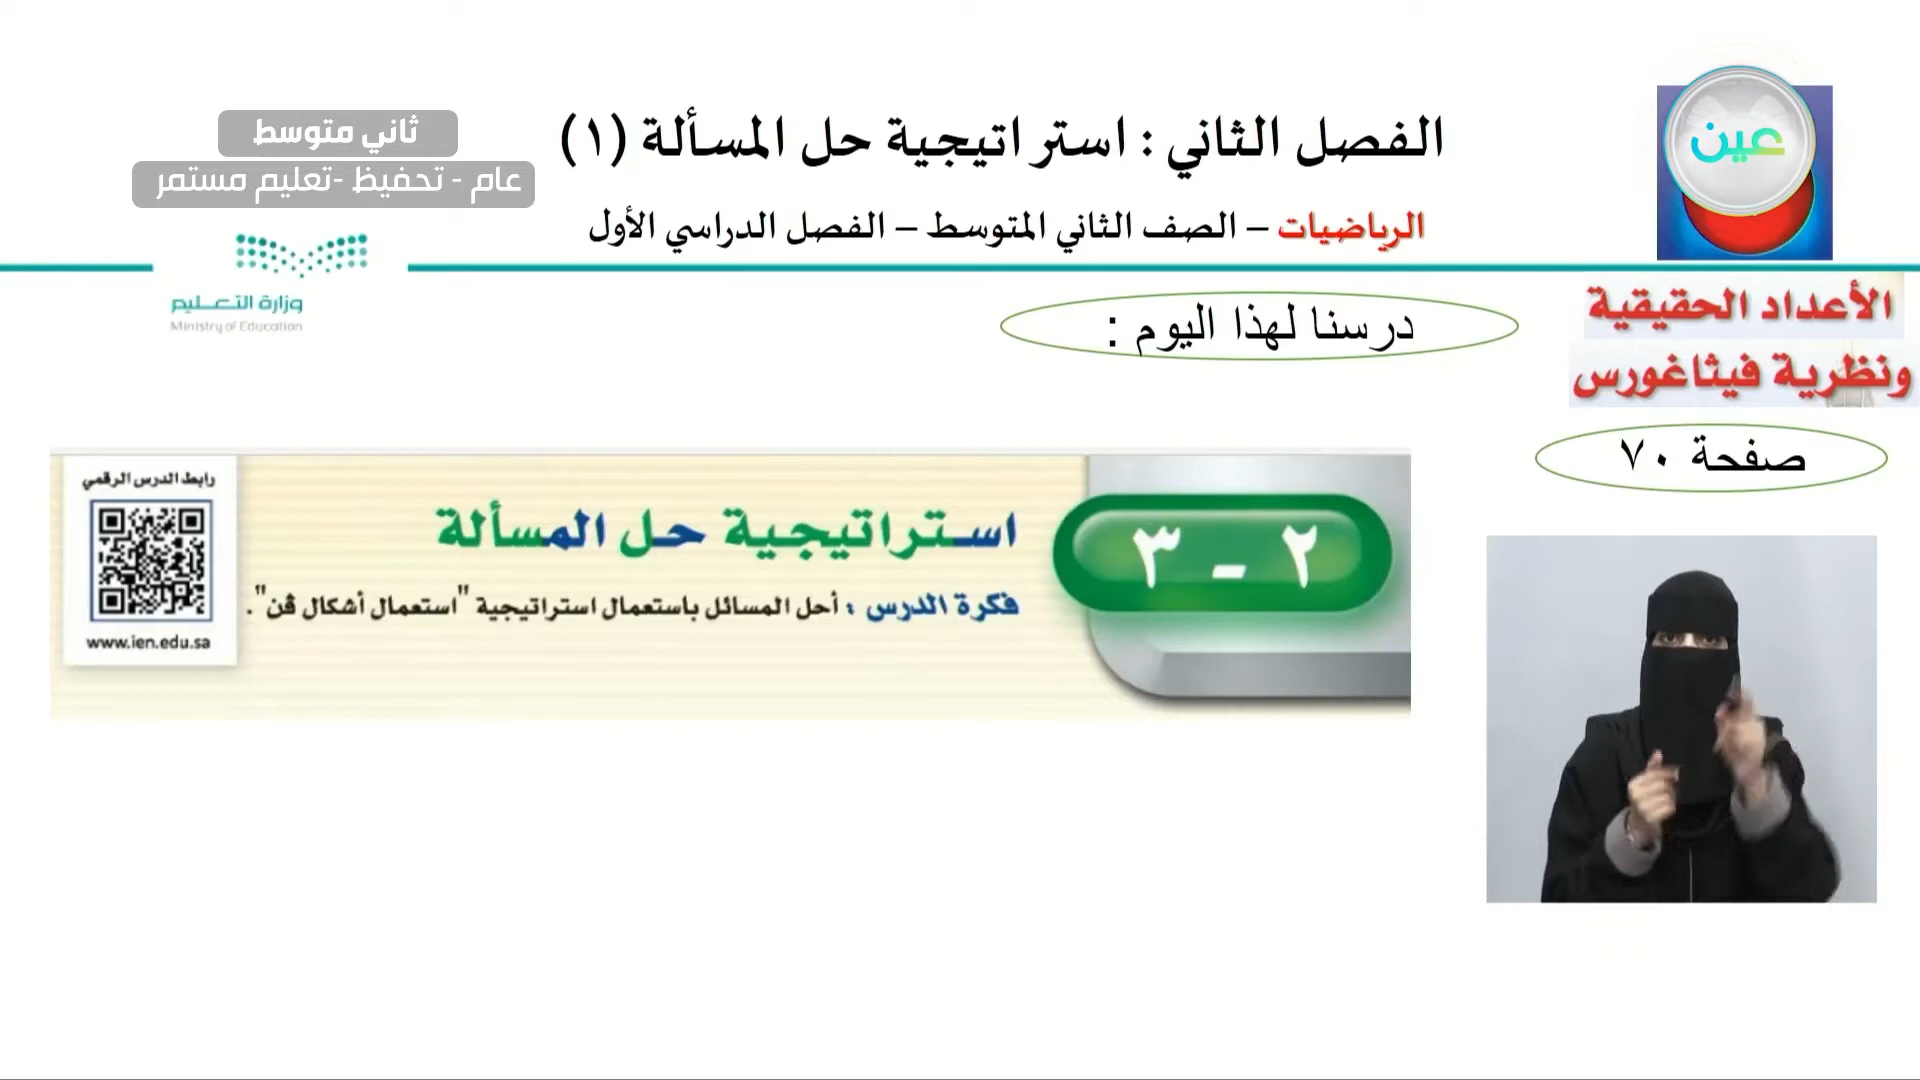 عين
الفصل الثاني : استراتيجية حل المسألة (١)
ثاني متوسط
عام - تحفيظ -تعليم مستمر
الرياضيات – الصف الثاني المتوسط – الفصل الدراسي الأول
وزارة التعليم
Ministry of Education
الأعداد الحقيقية
ونظرية فيثاغورس
درسنا لهذا اليوم :
صفحة ٧٠
٢ - ٣
استراتيجية حل المسألة
فكرة الدرس : أحل المسائل باستعمال استراتيجية "استعمال أشكال ڤن".
رابط الدرس الرقمي
www.ien.edu.sa